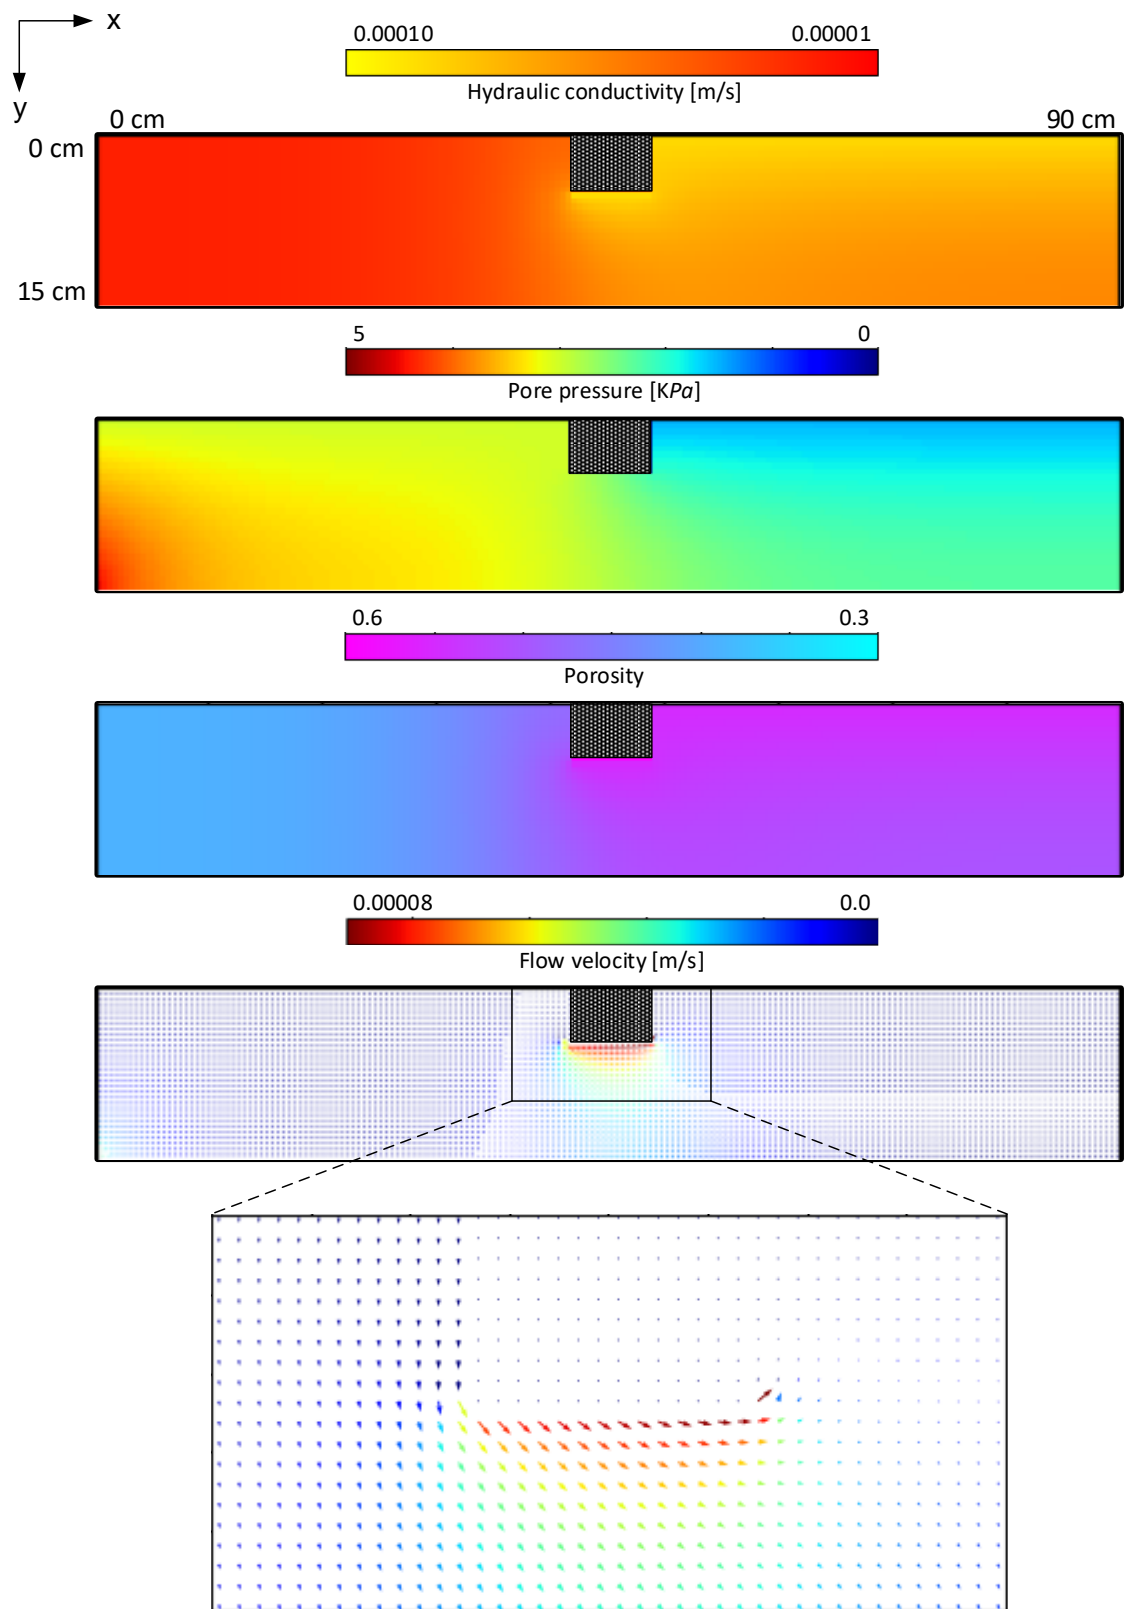 x
y
0.00010 0.00001
Hydraulic conductivity [m/s]
0 cm 90 cm
0 cm
15 cm
5 0
Pore pressure [KPa]
0.6 0.3
Porosity
0.00008 0.0
Flow velocity [m/s]